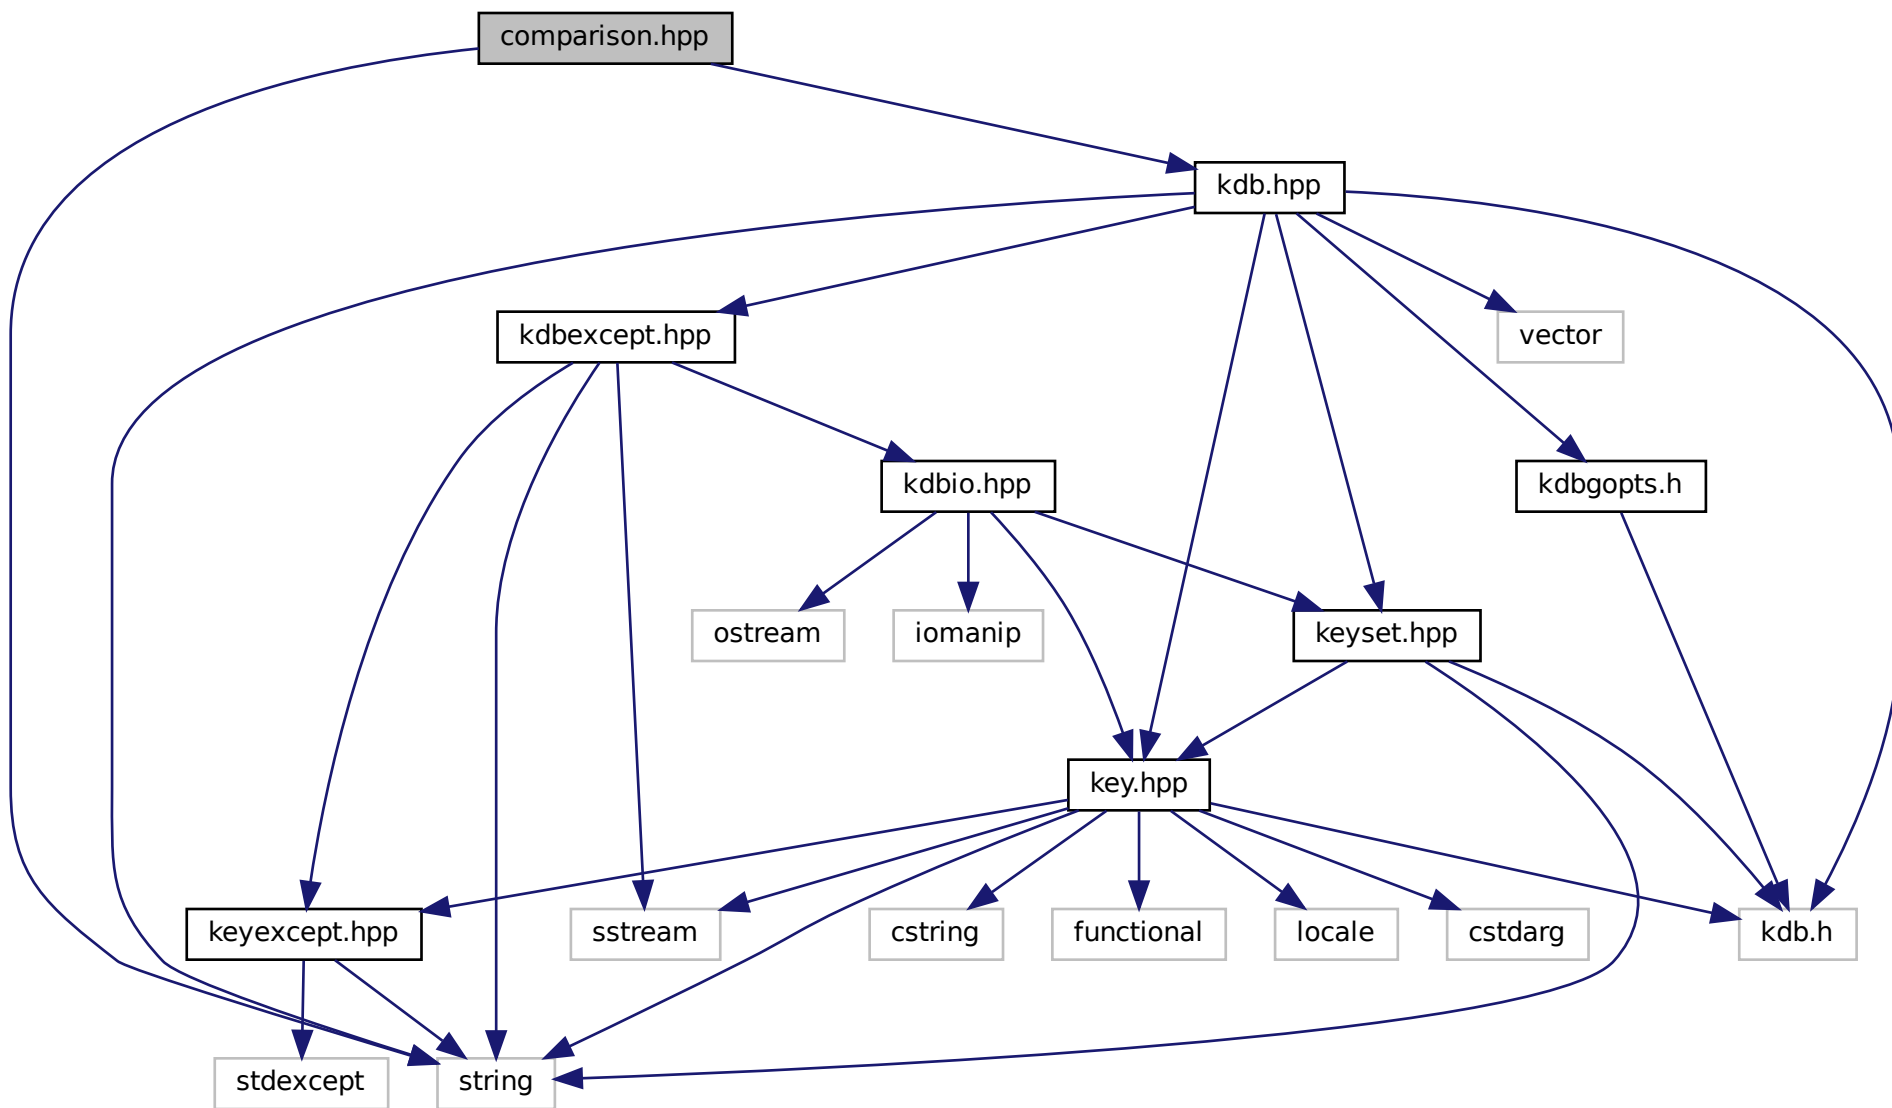 comparison.hpp
kdb.hpp
kdbexcept.hpp
vector
kdbio.hpp
kdbgopts.h
ostream
iomanip
keyset.hpp
key.hpp
keyexcept.hpp
sstream
cstring
functional
locale
cstdarg
kdb.h
stdexcept
string